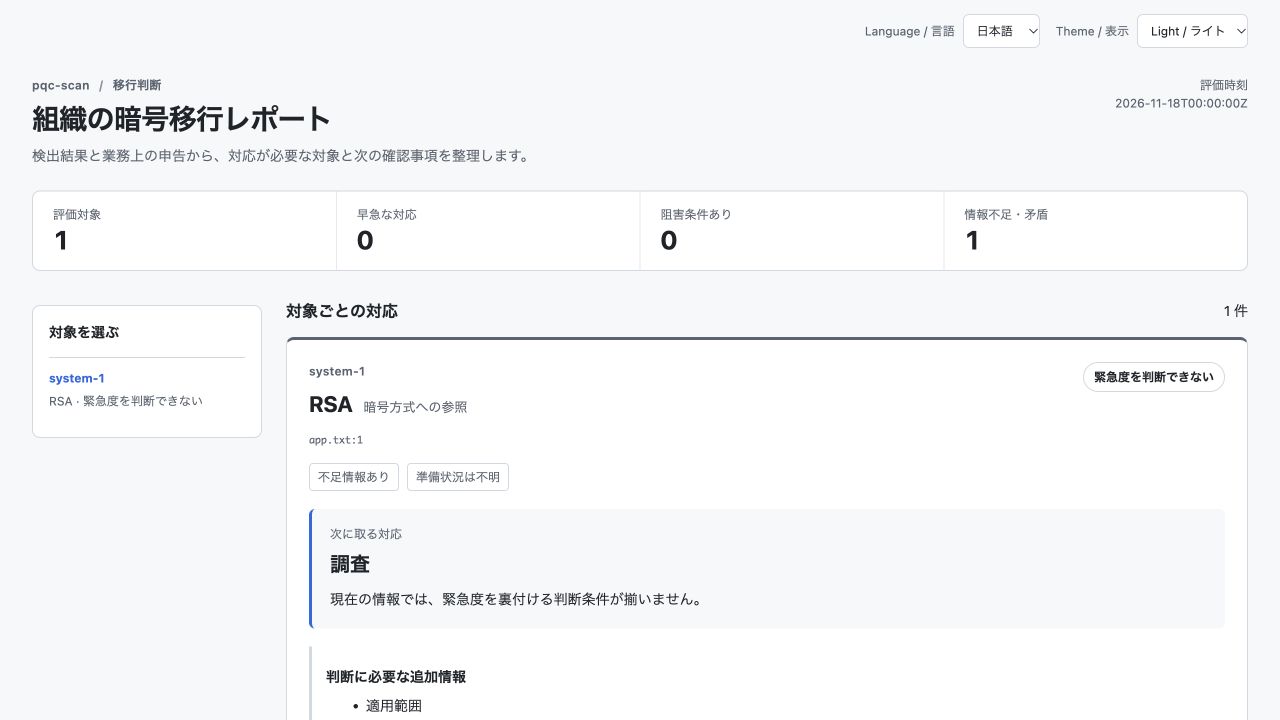 Language / 言語 日本語 Theme / 表示 Light / ライト
pqc-scan / 移行判断
組織の暗号移行レポート
検出結果と業務上の申告から、対応が必要な対象と次の確認事項を整理します。
評価時刻
2026-11-18T00:00:00Z
評価対象
1
早急な対応
0
阻害条件あり
0
情報不足・矛盾
1
対象を選ぶ
system-1
RSA · 緊急度を判断できない
対象ごとの対応
1 件
system-1
緊急度を判断できない
RSA 暗号方式への参照
app.txt:1
不足情報あり 準備状況は不明
次に取る対応
調査
現在の情報では、緊急度を裏付ける判断条件が揃いません。
判断に必要な追加情報
• 適用範囲